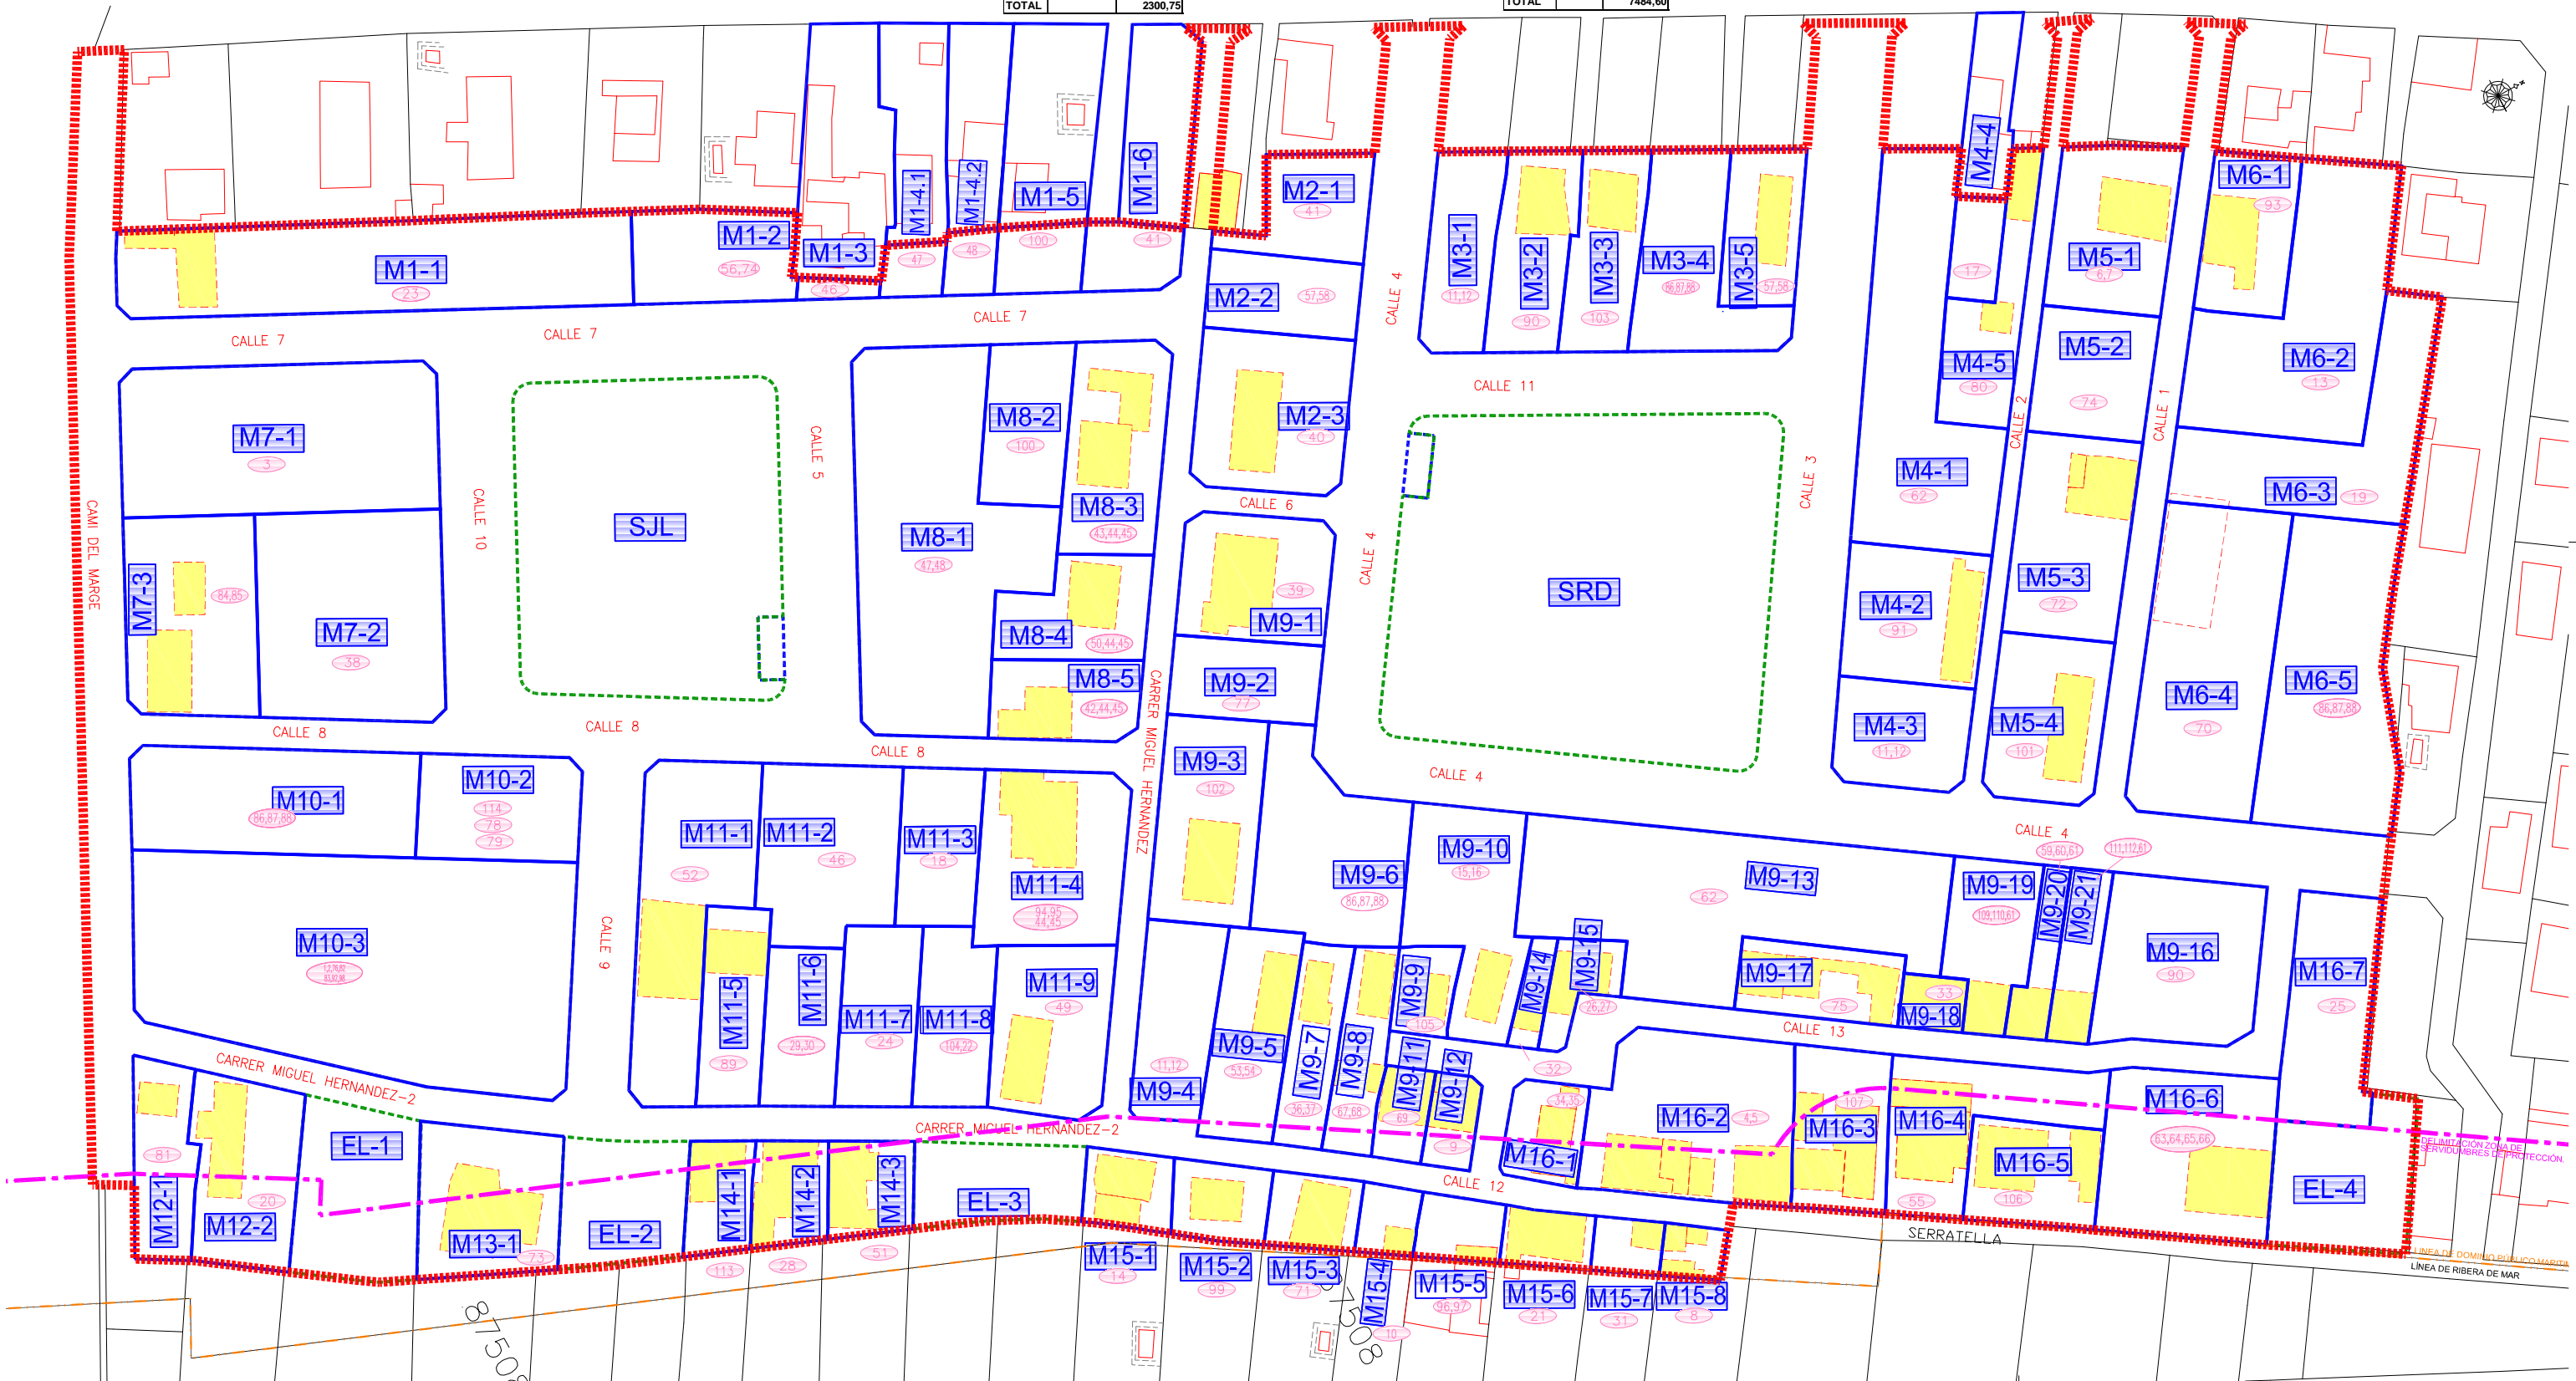 TOTAL 2300,75
TOTAL 7484,60
M1-1
23
M1-2
56,74
M1-3
46
M1-4.1
47
M1-4.2
48
M1-5
100
M1-6
41
M2-1
41
M2-2
57,58
M2-3
40
M3-1
11,12
M3-2
90
M3-3
103
M3-4
86,87,88
M3-5
57,58
M4-4
17
M4-5
80
M4-1
62
M4-2
91
M4-3
11,12
M5-1
6,7
M5-2
74
M5-3
72
M5-4
101
M6-1
93
M6-2
13
M6-3
19
M6-4
70
M6-5
86,87,88
CALLE 7
CALLE 7
CALLE 7
CALLE 4
CALLE 11
CALLE 2
CALLE 1
CALLE 3
CALLE 5
CALLE 10
CALLE 6
CALLE 4
CAMI DEL MARGE
M7-1
3
M7-3
84,85
M7-2
38
SJL
M8-1
47,48
M8-2
100
M8-3
43,44,45
M8-4
50,44,45
M8-5
42,44,45
SRD
M9-1
39
M9-2
77
M9-3
102
CALLE 8
CALLE 8
CALLE 8
CARRER MIGUEL HERNANDEZ
CALLE 4
CALLE 4
M10-1
86,87,88
M10-2
114
78
79
M10-3
CALLE 9
M11-1
52
M11-2
46
M11-3
18
M11-4
94,95
44,45
M11-5
89
M11-6
29,30
M11-7
24
M11-8
104,22
M11-9
49
M9-6
86,87,88
M9-10
15,16
M9-13
62
M9-19
109,110,61
59,60,61
M9-20
111,112,61
M9-21
M9-16
90
M16-7
25
M9-4
11,12
M9-5
53,54
M9-7
36,37
M9-8
67,68
M9-9
105
M9-11
69
M9-12
9
M9-14
32
M9-15
26,27
M9-17
75
M9-18
33
CALLE 13
CARRER MIGUEL HERNANDEZ-2
CARRER MIGUEL HERNANDEZ-2
CALLE 12
M12-1
81
M12-2
20
EL-1
M13-1
73
EL-2
M14-1
113
M14-2
28
M14-3
51
EL-3
M15-1
14
M15-2
99
M15-3
71
M15-4
10
M15-5
96,97
M15-6
21
M15-7
31
M15-8
8
M16-1
34,35
M16-2
4,5
M16-3
107
M16-4
55
M16-5
106
M16-6
63,64,65,66
EL-4
SERRATELLA
DELIMITACIÓN ZONA DE
SERVIDUMBRES DE PROTECCIÓN.
LINEA DE DOMINIO PÚBLICO
LÍNEA DE RIBERA DE MAR